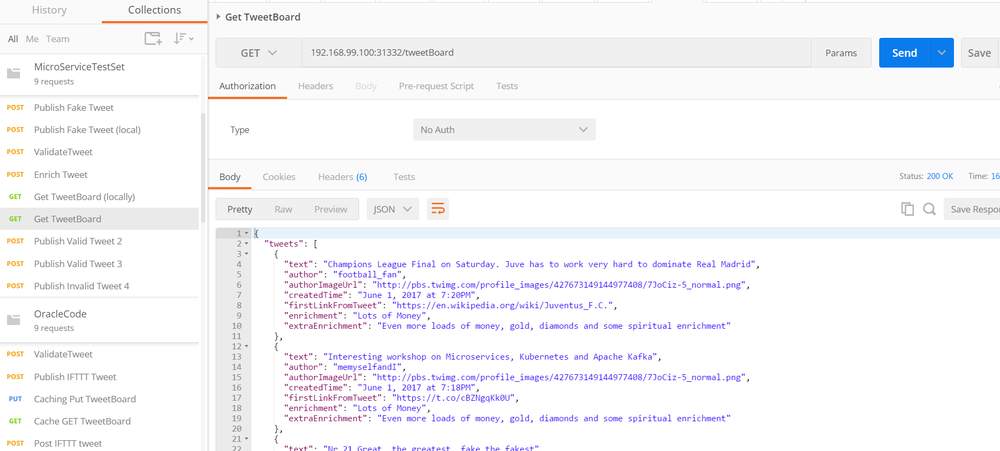 History Collections
All Me Team
MicroServiceTestSet
9 requests
POST Publish Fake Tweet
POST Publish Fake Tweet (local)
POST ValidateTweet
POST Enrich Tweet
GET Get TweetBoard (locally)
GET Get TweetBoard
POST Publish Valid Tweet 2
POST Publish Valid Tweet 3
POST Publish Invalid Tweet 4
OracleCode
9 requests
POST ValidateTweet
POST Publish IFTTT Tweet
PUT Caching Put TweetBoard
GET Cache GET TweetBoard
POST Post IFTTT tweet
Get TweetBoard
GET 192.168.99.100:31332/tweetBoard Params Send Save
Authorization Headers Body Pre-request Script Tests
Type No Auth
Body Cookies Headers (6) Tests Status: 200 OK Time: 16
Pretty Raw Preview JSON Save Respo
1 {
2 "tweets": [
3 {
4 "text": "Champions League Final on Saturday. Juve has to work very hard to dominate Real Madrid",
5 "author": "football_fan",
6 "authorImageUrl": "http://pbs.twimg.com/profile_images/427673149144977408/7JoCiz-5_normal.png",
7 "createdTime": "June 1, 2017 at 7:20PM",
8 "firstLinkFromTweet": "https://en.wikipedia.org/wiki/Juventus_F.C.",
9 "enrichment": "Lots of Money",
10 "extraEnrichment": "Even more loads of money, gold, diamonds and some spiritual enrichment"
11 },
12 {
13 "text": "Interesting workshop on Microservices, Kubernetes and Apache Kafka",
14 "author": "memyselfandI",
15 "authorImageUrl": "http://pbs.twimg.com/profile_images/427673149144977408/7JoCiz-5_normal.png",
16 "createdTime": "June 1, 2017 at 7:18PM",
17 "firstLinkFromTweet": "https://t.co/cBZNgqKk0U",
18 "enrichment": "Lots of Money",
19 "extraEnrichment": "Even more loads of money, gold, diamonds and some spiritual enrichment"
20 },
21 {
22 "text": "Nr 21 Great, the greatest, fake the fakest"